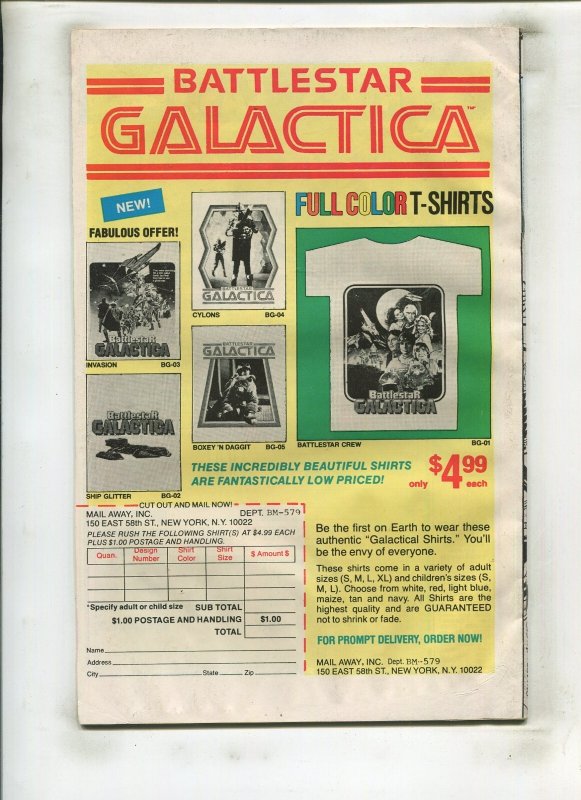 BATTLESTAR
GALACTICA™
NEW!
FABULOUS OFFER!
FULL COLOR T-SHIRTS
BATTLESTAR
GALACTICA
CYLONS BG-04
BattlestaR
GALACTICA
INVASION BG-03
BATTLESTAR
GALACTICA
BOXEY 'N DAGGIT BG-05
BattlestaR
GALACTICA
BATTLESTAR CREW BG-01
BattlestaR
GALACTICA
SHIP GLITTER BG-02
THESE INCREDIBLY BEAUTIFUL SHIRTS
ARE FANTASTICALLY LOW PRICED!
only $4.99 each
CUT OUT AND MAIL NOW!
MAIL AWAY, INC. DEPT. BM-579
150 EAST 58th ST., NEW YORK, N.Y. 10022
PLEASE RUSH THE FOLLOWING SHIRT(S) AT $4.99 EACH
PLUS $1.00 POSTAGE AND HANDLING.
Quan. Design Number Shirt Color Shirt Size $ Amount $
*Specify adult or child size SUB TOTAL
$1.00 POSTAGE AND HANDLING $1.00
TOTAL
Name
Address
City State Zip
Be the first on Earth to wear these
authentic "Galactical Shirts." You'll
be the envy of everyone.
These shirts come in a variety of adult
sizes (S, M, L, XL) and children's sizes (S,
M, L). Choose from white, red, light blue,
maize, tan and navy. All Shirts are the
highest quality and are GUARANTEED
not to shrink or fade.
FOR PROMPT DELIVERY, ORDER NOW!
MAIL AWAY, INC. Dept. BM-579
150 EAST 58th ST., NEW YORK, N.Y. 10022